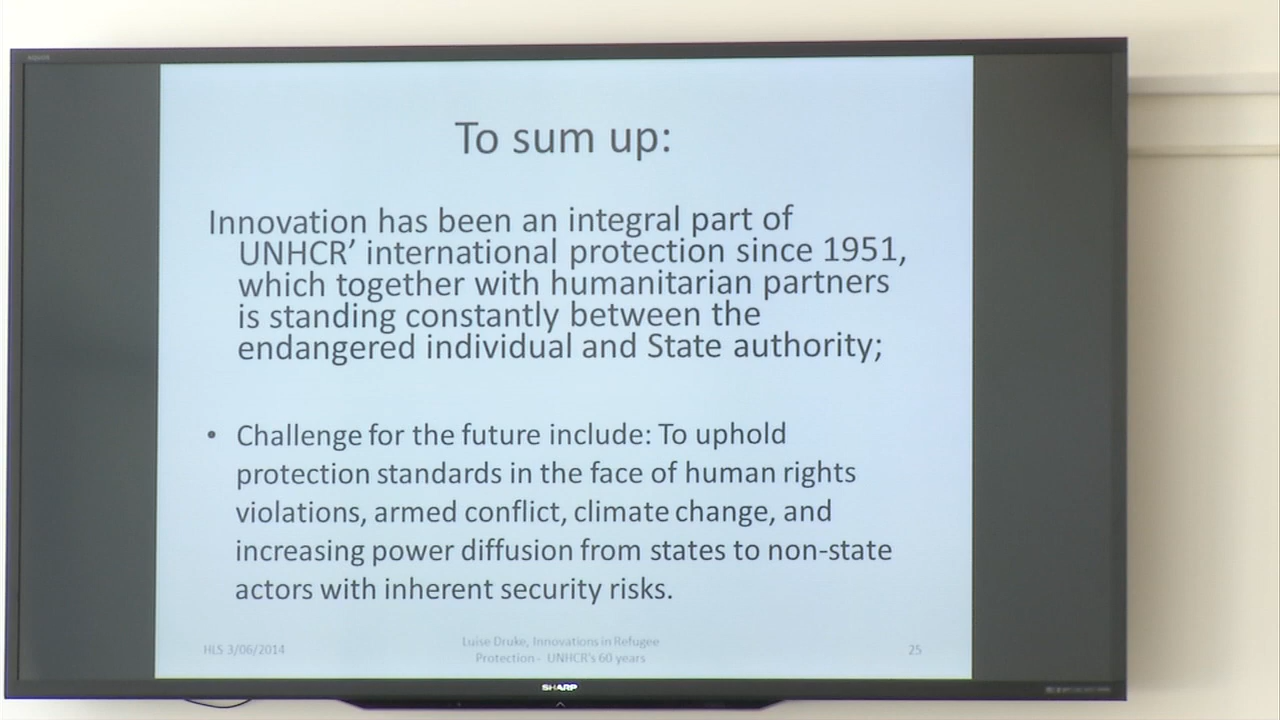 To sum up:
Innovation has been an integral part of
UNHCR’ international protection since 1951,
which together with humanitarian partners
is standing constantly between the
endangered individual and State authority;
• Challenge for the future include: To uphold
protection standards in the face of human rights
violations, armed conflict, climate change, and
increasing power diffusion from states to non-state
actors with inherent security risks.
HLS 3/06/2014
Luise Druke, Innovations in Refugee
Protection - UNHCR's 60 years
25
SHARP